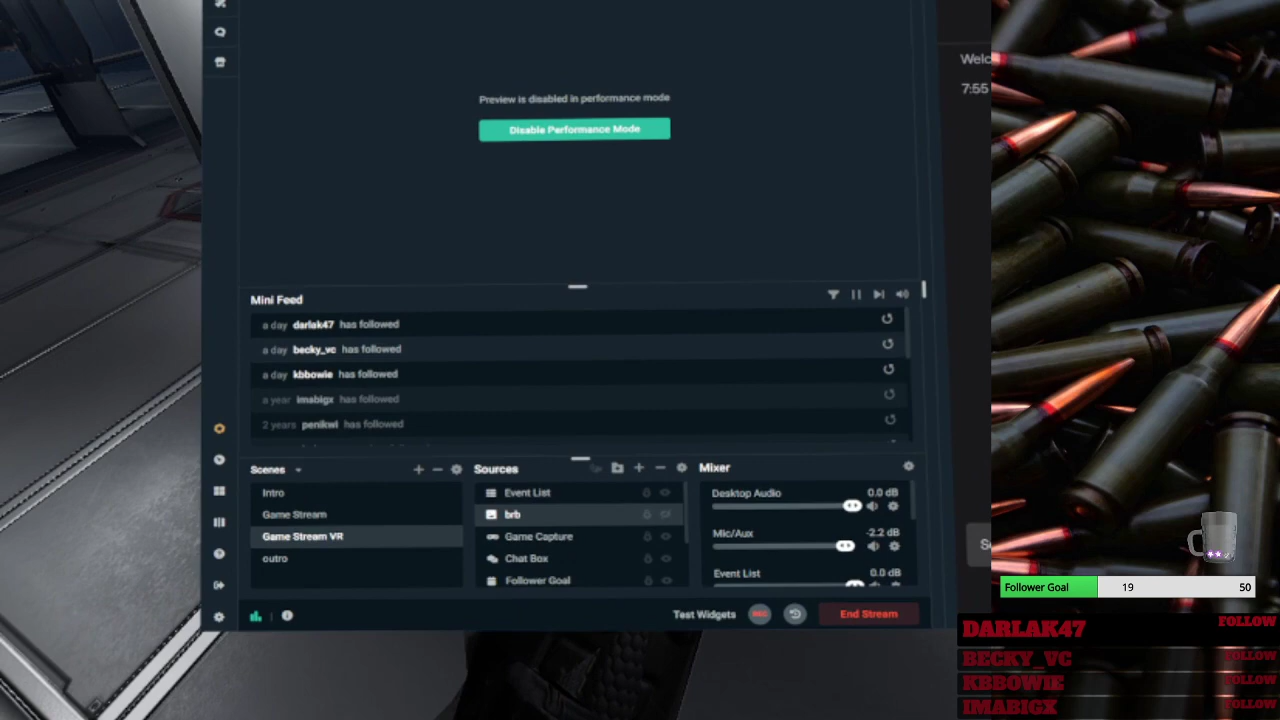 Preview is disabled in performance mode
Disable Performance Mode
Welc
7:55
Mini Feed
a day darlak47 has followed
a day becky_vc has followed
a day kbbowie has followed
a year imabigx has followed
2 years penikwi has followed
Scenes
Intro
Game Stream
Game Stream VR
outro
Sources
Event List
brb
Game Capture
Chat Box
Follower Goal
Mixer
Desktop Audio 0.0 dB
Mic/Aux -2.2 dB
Event List 0.0 dB
Test Widgets
REC
End Stream
Follower Goal 19 50
DARLAK47 FOLLOW
BECKY_VC FOLLOW
KBBOWIE FOLLOW
IMABIGX FOLLOW